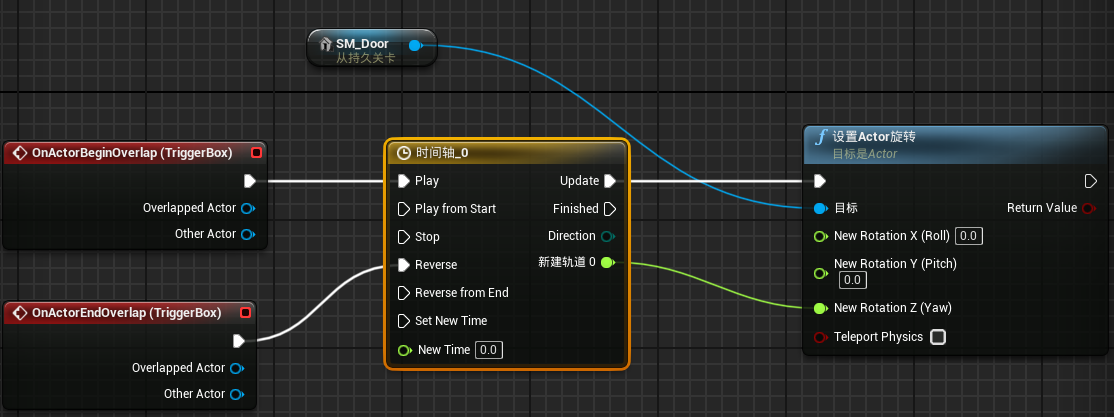 SM_Door
从持久关卡
OnActorBeginOverlap (TriggerBox)
Overlapped Actor
Other Actor
OnActorEndOverlap (TriggerBox)
Overlapped Actor
Other Actor
时间轴_0
Play
Update
Play from Start
Finished
Stop
Direction
Reverse
新建轨道 0
Reverse from End
Set New Time
New Time 0.0
设置Actor旋转
目标是Actor
目标
Return Value
New Rotation X (Roll) 0.0
New Rotation Y (Pitch)
0.0
New Rotation Z (Yaw)
Teleport Physics